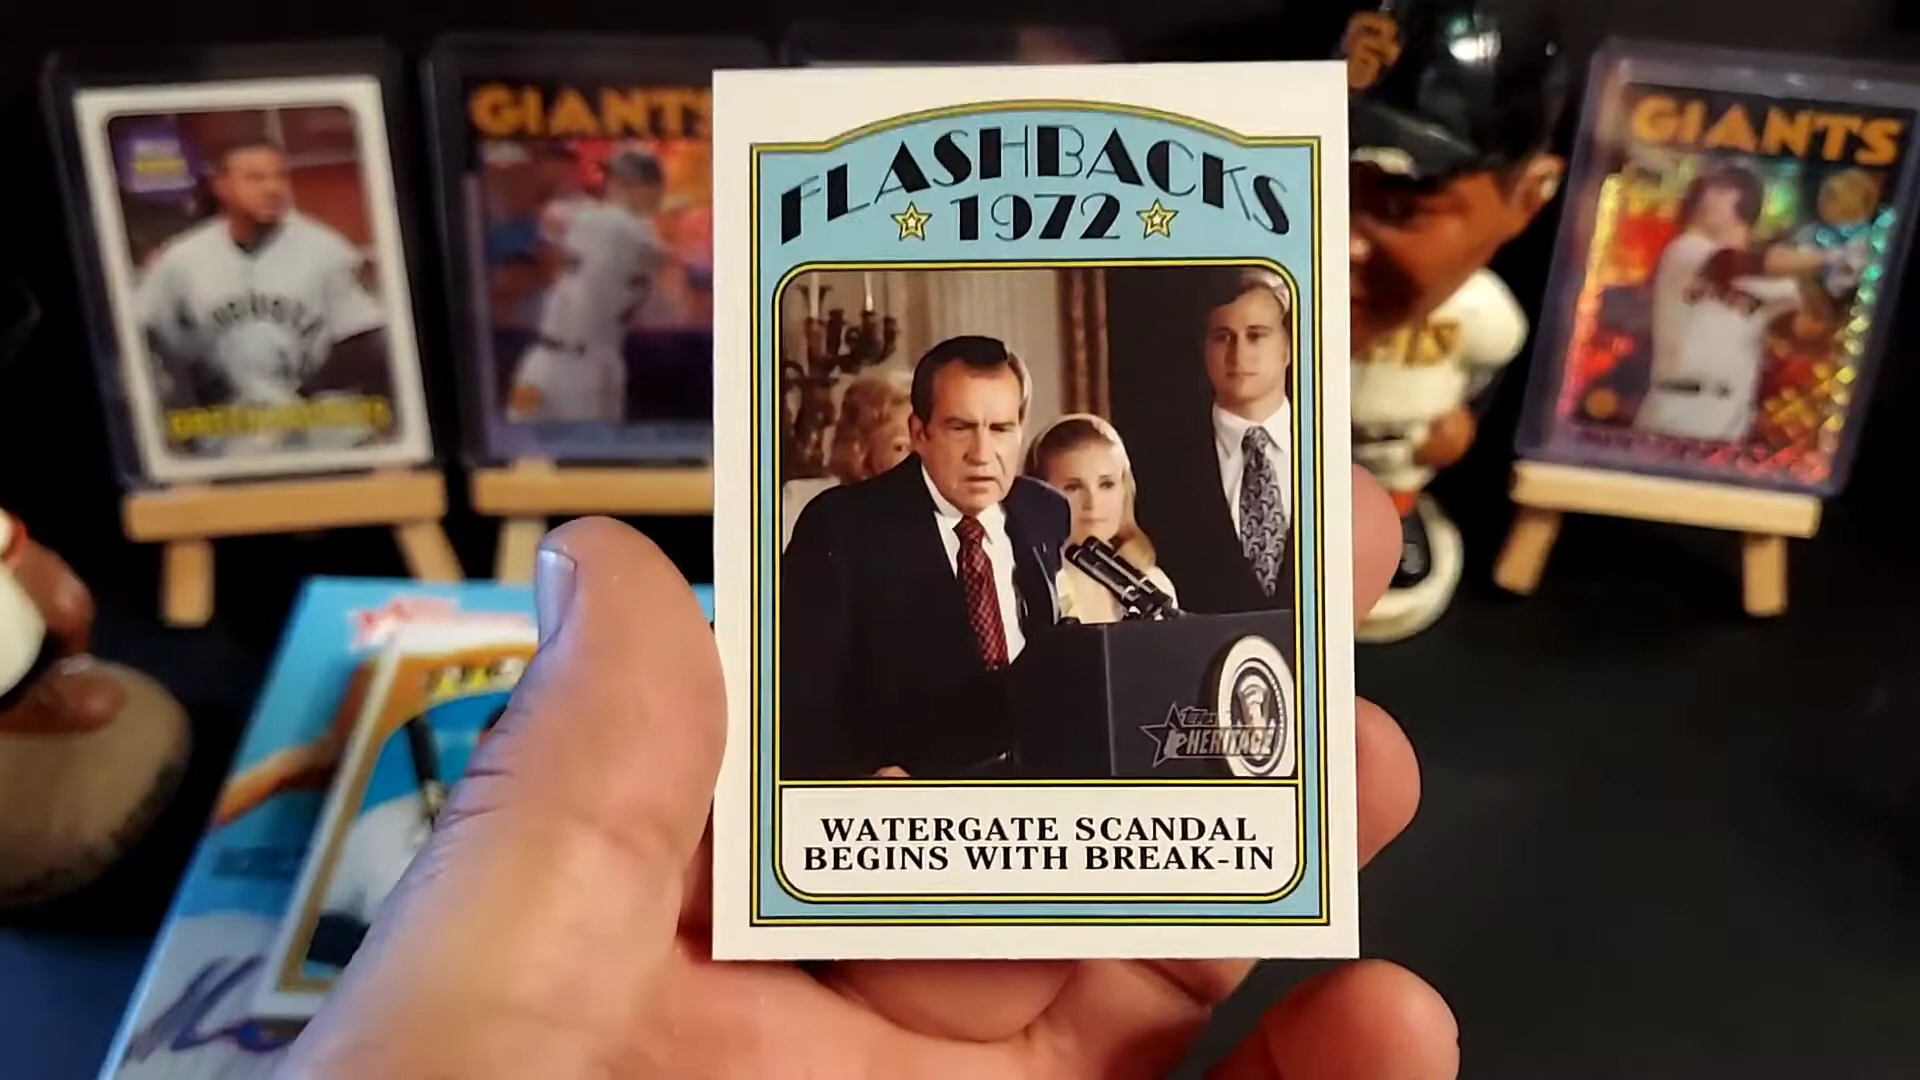 GIANTS
GIANTS
FLASHBACKS
1972
TOPPS
HERITAGE
WATERGATE SCANDAL
BEGINS WITH BREAK-IN